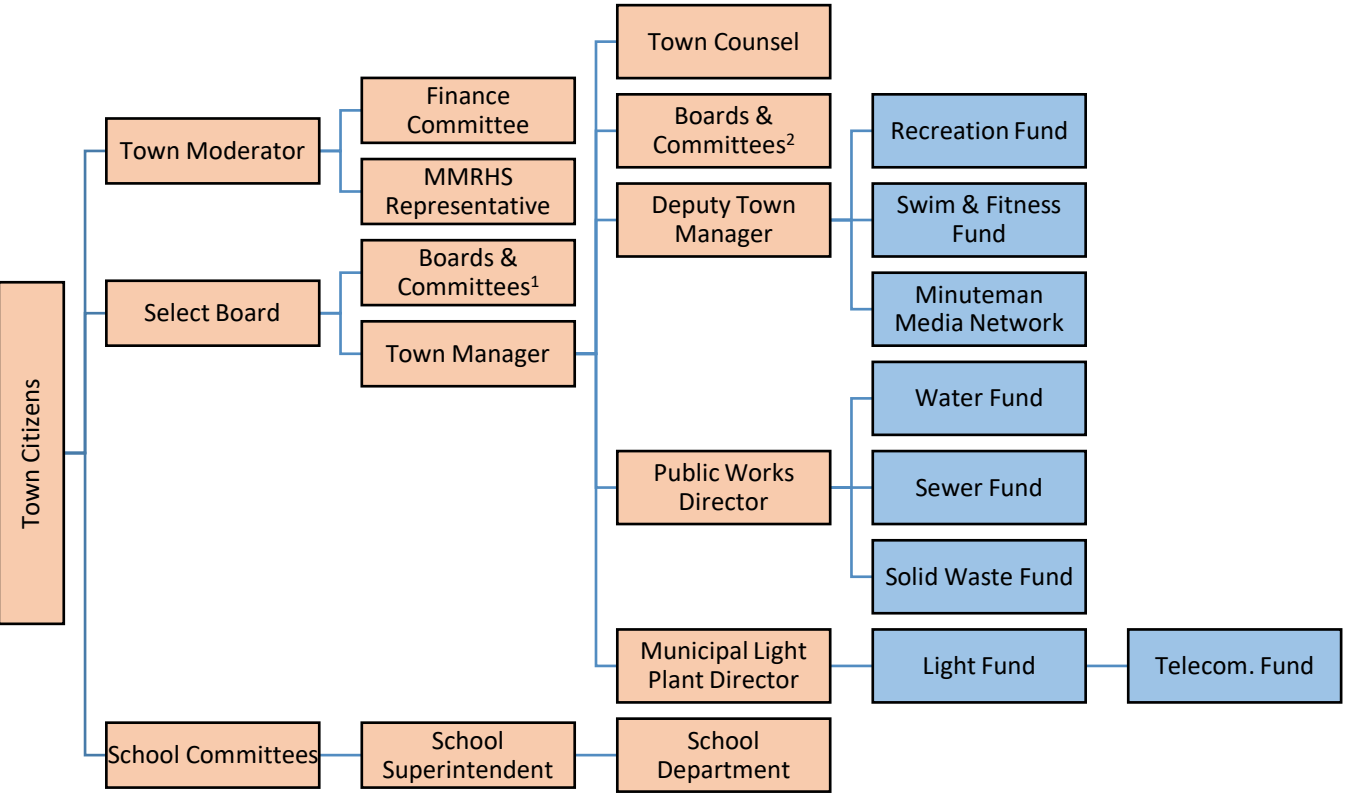 Town Citizens
Town Moderator
Finance
Committee
MMRHS
Representative
Select Board
Boards &
Committees¹
Town Manager
Town Counsel
Boards &
Committees²
Deputy Town
Manager
Recreation Fund
Swim & Fitness
Fund
Minuteman
Media Network
Public Works
Director
Water Fund
Sewer Fund
Solid Waste Fund
Municipal Light
Plant Director
Light Fund
Telecom. Fund
School Committees
School
Superintendent
School
Department